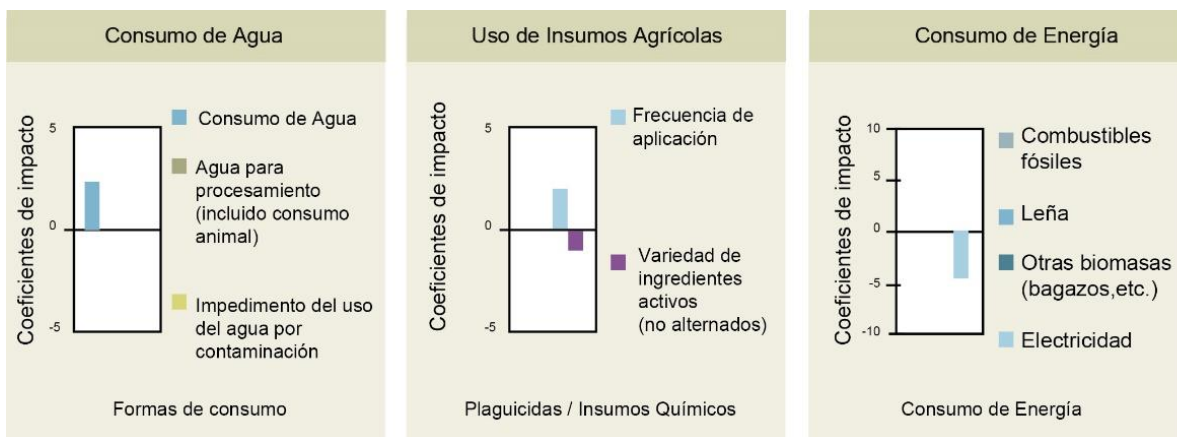 Consumo de Agua
Coeficientes de impacto
5
0
-5
Consumo de Agua
Agua para
procesamiento
(incluido consumo
animal)
Impedimento del uso
del agua por
contaminación
Formas de consumo
Uso de Insumos Agrícolas
Coeficientes de impacto
5
0
-5
Frecuencia de
aplicación
Variedad de
ingredientes
activos
(no alternados)
Plaguicidas / Insumos Químicos
Consumo de Energía
Coeficientes de impacto
10
5
0
-5
-10
Combustibles
fósiles
Leña
Otras biomasas
(bagazos,etc.)
Electricidad
Consumo de Energía